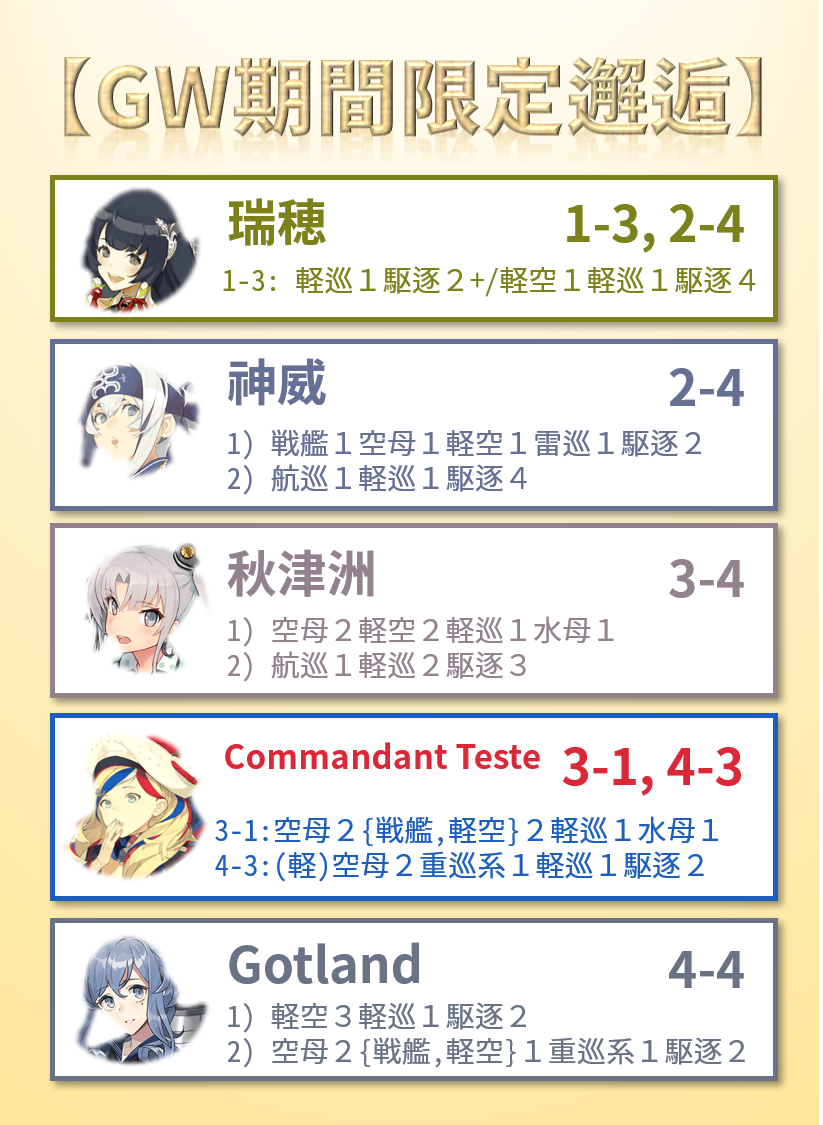 【GW期間限定邂逅】
瑞穂
1-3, 2-4
1-3: 軽巡１駆逐２+/軽空１軽巡１駆逐４
神威
2-4
1) 戦艦１空母１軽空１雷巡１駆逐２
2) 航巡１軽巡１駆逐４
秋津洲
3-4
1) 空母２軽空２軽巡１水母１
2) 航巡１軽巡２駆逐３
Commandant Teste
3-1, 4-3
3-1:空母２{戦艦,軽空}２軽巡１水母１
4-3:(軽)空母２重巡系１軽巡１駆逐２
Gotland
4-4
1) 軽空３軽巡１駆逐２
2) 空母２{戦艦,軽空}１重巡系１駆逐２